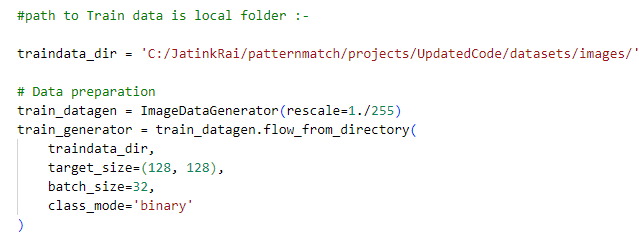 #path to Train data is local folder :-
traindata_dir = 'C:/JatinkRai/patternmatch/projects/UpdatedCode/datasets/images/'
# Data preparation
train_datagen = ImageDataGenerator(rescale=1./255)
train_generator = train_datagen.flow_from_directory(
    traindata_dir,
    target_size=(128, 128),
    batch_size=32,
    class_mode='binary'
)